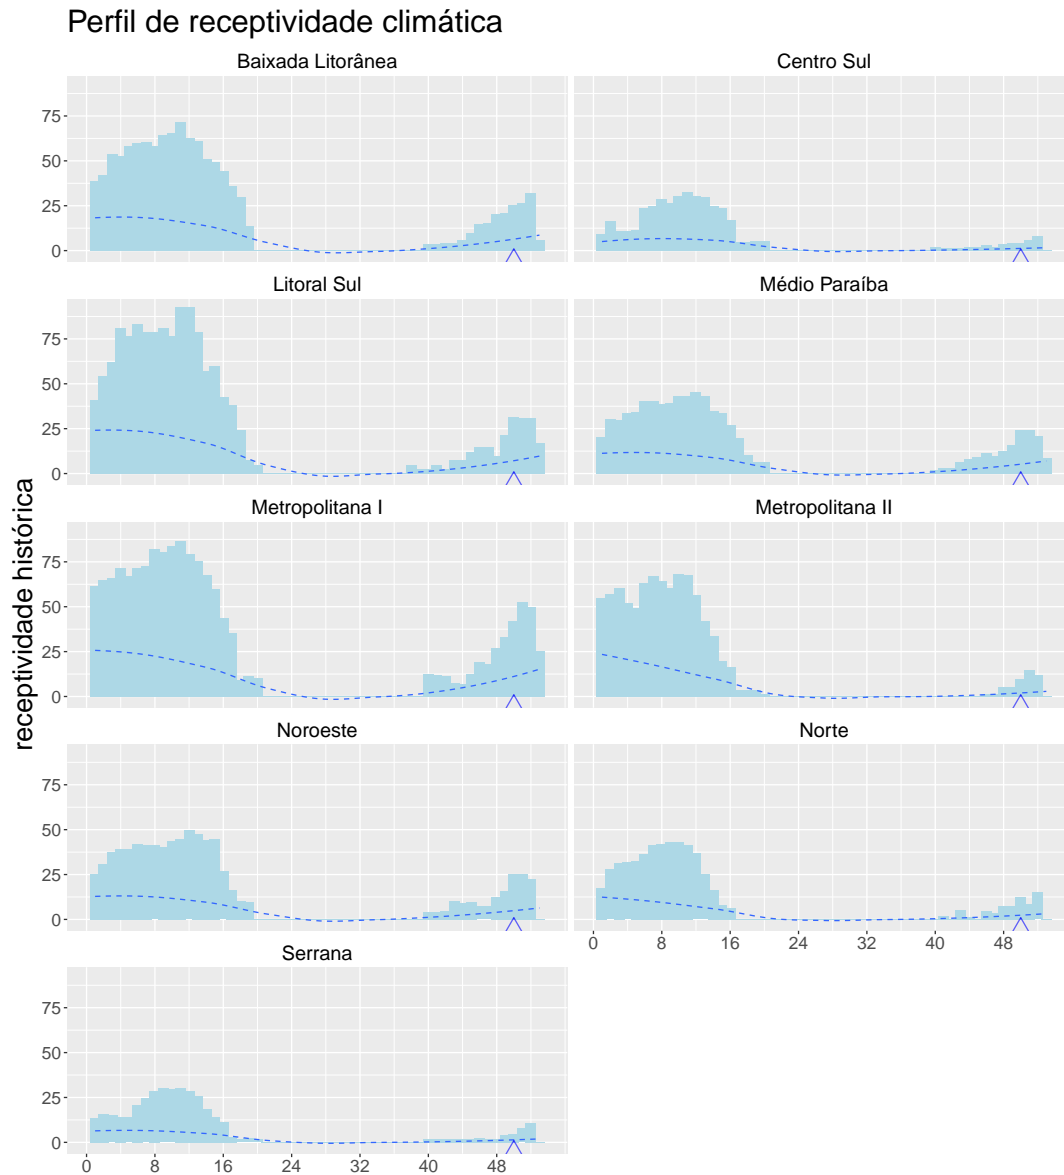 Perfil de receptividade climática
Baixada Litorânea
Centro Sul
75
50
25
0
Litoral Sul
Médio Paraíba
75
50
25
0
Metropolitana I
Metropolitana II
75
50
25
0
receptividade histórica
Noroeste
Norte
75
50
25
0
0 8 16 24 32 40 48
Serrana
75
50
25
0
0 8 16 24 32 40 48